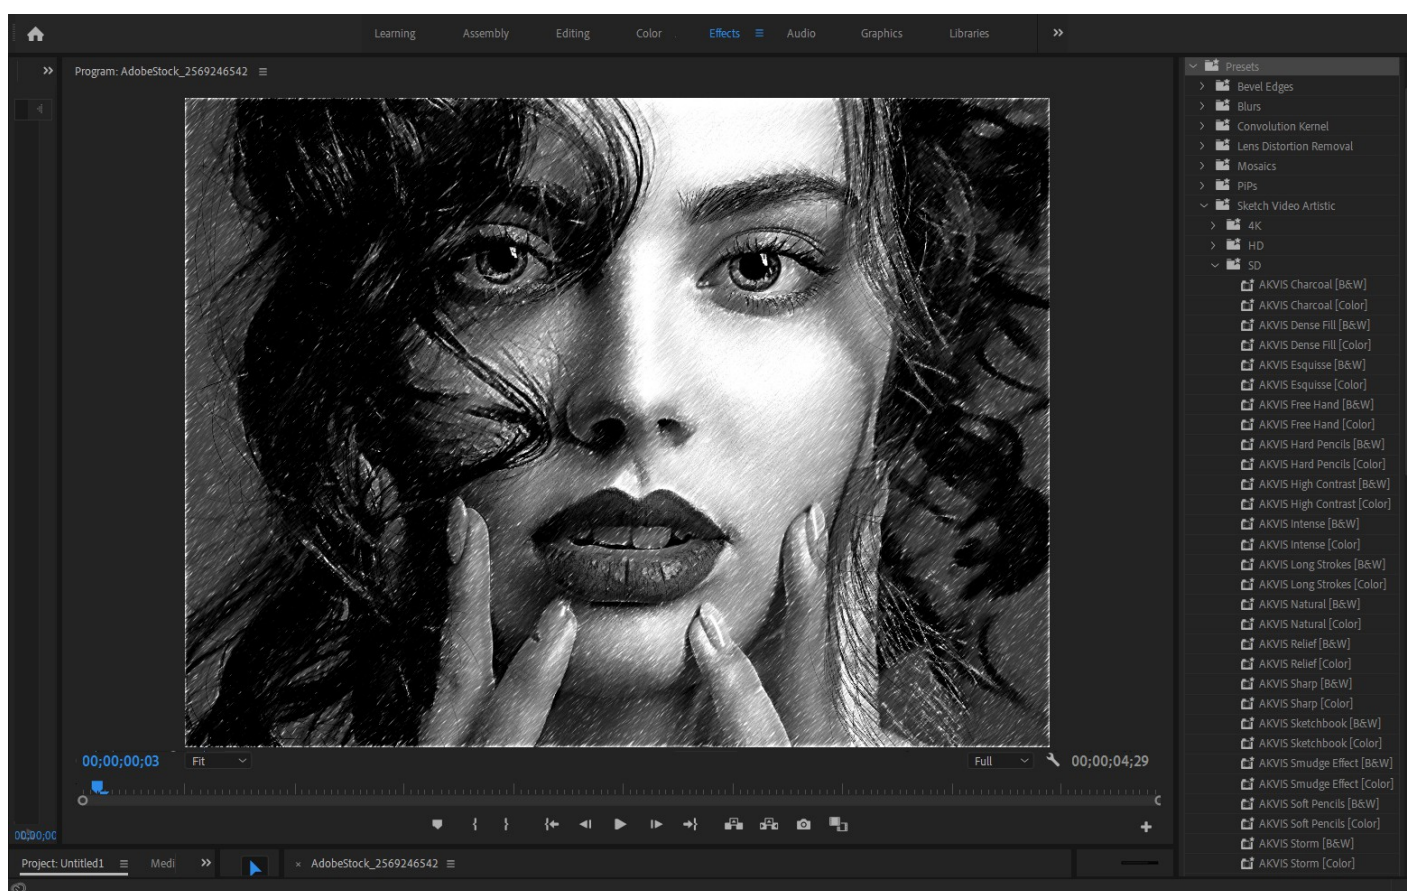 Learning Assembly Editing Color Effects Audio Graphics Libraries
Program: AdobeStock_2569246542
Presets
Bevel Edges
Blurs
Convolution Kernel
Lens Distortion Removal
Mosaics
PiPs
Sketch Video Artistic
4K
HD
SD
AKVIS Charcoal [B&W]
AKVIS Charcoal [Color]
AKVIS Dense Fill [B&W]
AKVIS Dense Fill [Color]
AKVIS Esquisse [B&W]
AKVIS Esquisse [Color]
AKVIS Free Hand [B&W]
AKVIS Free Hand [Color]
AKVIS Hard Pencils [B&W]
AKVIS Hard Pencils [Color]
AKVIS High Contrast [B&W]
AKVIS High Contrast [Color]
AKVIS Intense [B&W]
AKVIS Intense [Color]
AKVIS Long Strokes [B&W]
AKVIS Long Strokes [Color]
AKVIS Natural [B&W]
AKVIS Natural [Color]
AKVIS Relief [B&W]
AKVIS Relief [Color]
AKVIS Sharp [B&W]
AKVIS Sharp [Color]
AKVIS Sketchbook [B&W]
AKVIS Sketchbook [Color]
AKVIS Smudge Effect [B&W]
AKVIS Smudge Effect [Color]
AKVIS Soft Pencils [B&W]
AKVIS Soft Pencils [Color]
AKVIS Storm [B&W]
AKVIS Storm [Color]
00;00;00;03 Fit Full 00;00;04;29
Project: Untitled1 Medi × AdobeStock_2569246542